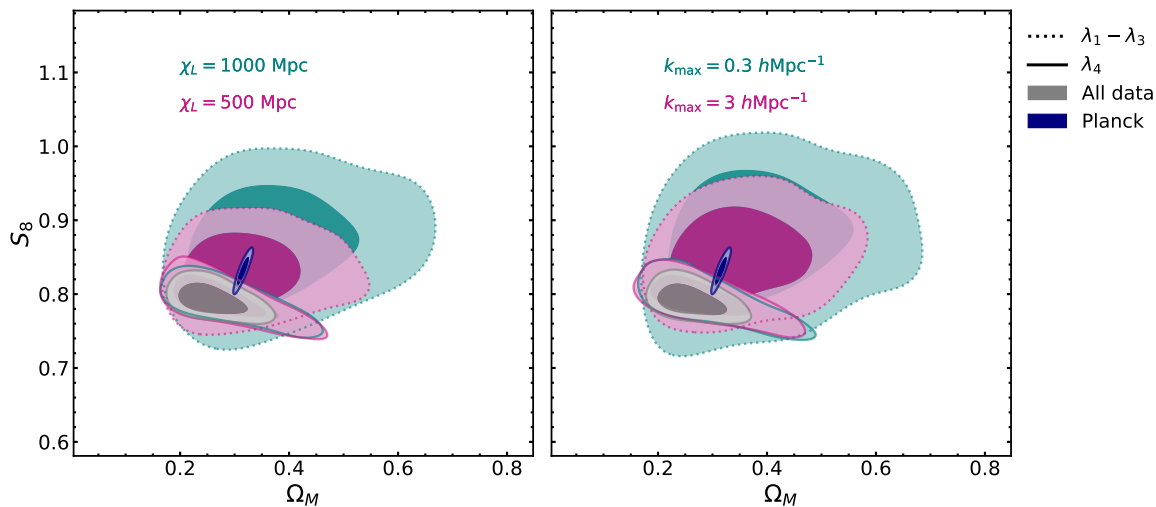 χ_L = 1000 Mpc
χ_L = 500 Mpc
k_max = 0.3 hMpc⁻¹
k_max = 3 hMpc⁻¹
λ₁ − λ₃
λ₄
All data
Planck
S₈
1.1
1.0
0.9
0.8
0.7
0.6
0.2 0.4 0.6 0.8
0.2 0.4 0.6 0.8
Ω_M
Ω_M